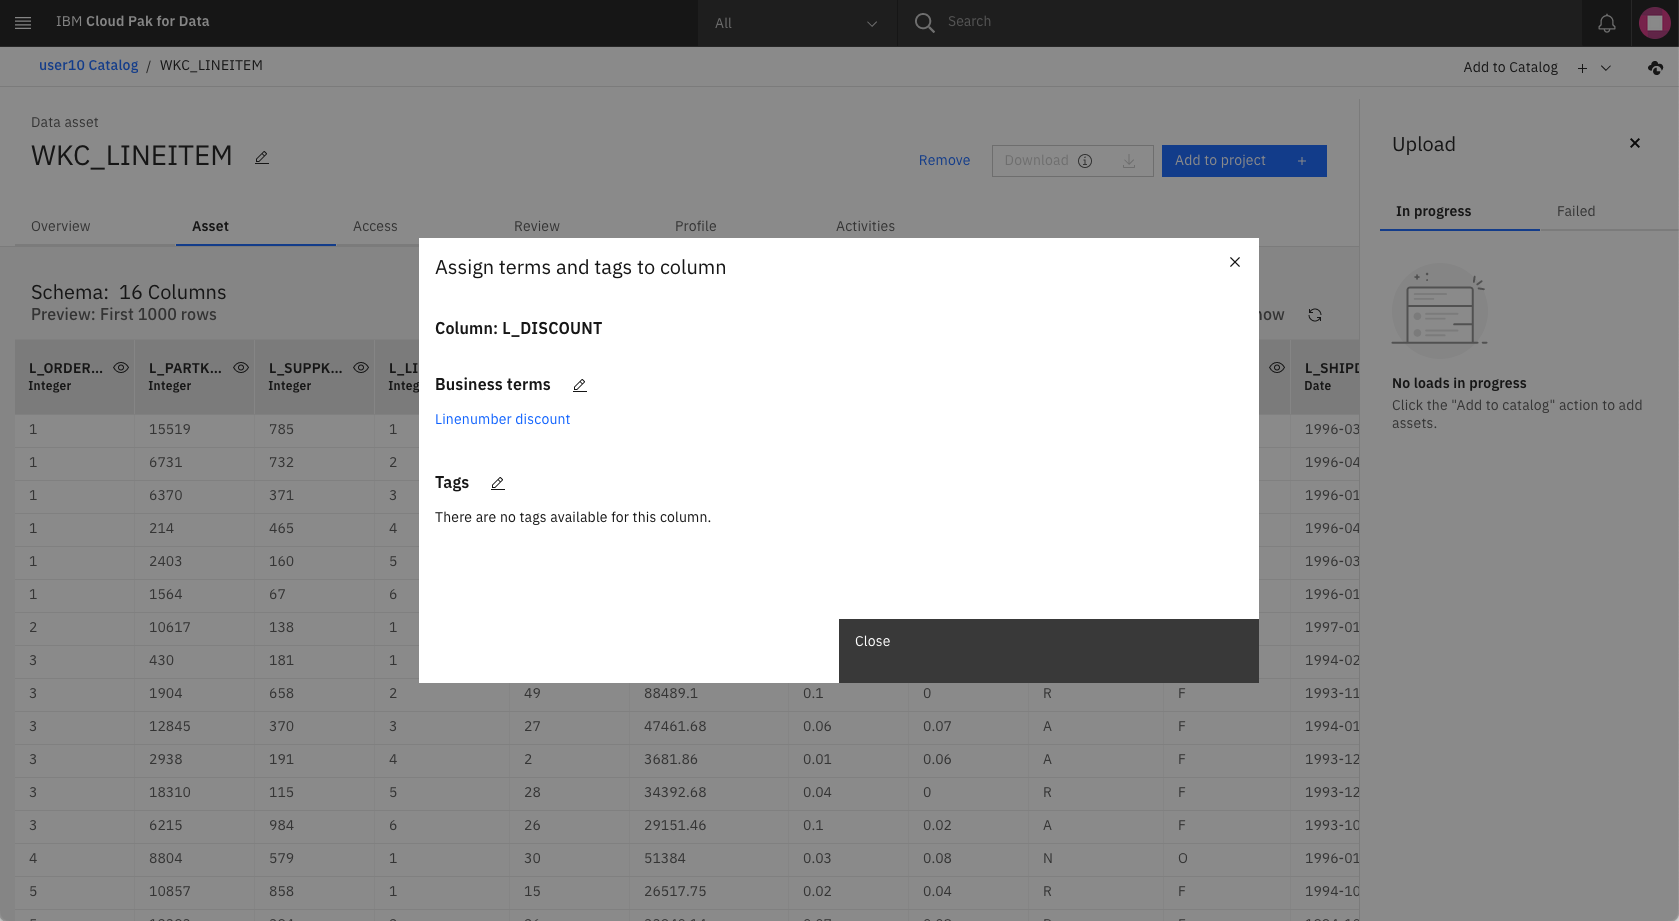 IBM Cloud Pak for Data
All
Search
user10 Catalog / WKC_LINEITEM
Add to Catalog +
Data asset
WKC_LINEITEM
Remove
Download
Add to project +
Overview
Asset
Access
Review
Profile
Activities
Schema: 16 Columns
Preview: First 1000 rows
Upload
In progress
Failed
No loads in progress
Click the "Add to catalog" action to add
assets.
Assign terms and tags to column
Column: L_DISCOUNT
Business terms
Linenumber discount
Tags
There are no tags available for this column.
Close
L_ORDER... L_PARTK... L_SUPPK... L_LI L_SHIPD
Integer Integer Integer Integ Date
1 15519 785 1 1996-03
1 6731 732 2 1996-04
1 6370 371 3 1996-01
1 214 465 4 1996-04
1 2403 160 5 1996-03
1 1564 67 6 1996-01
2 10617 138 1 1997-01
3 430 181 1 1994-02
3 1904 658 2 49 88489.1 0.1 0 R F 1993-11
3 12845 370 3 27 47461.68 0.06 0.07 A F 1994-01
3 2938 191 4 2 3681.86 0.01 0.06 A F 1993-12
3 18310 115 5 28 34392.68 0.04 0 R F 1993-12
3 6215 984 6 26 29151.46 0.1 0.02 A F 1993-10
4 8804 579 1 30 51384 0.03 0.08 N O 1996-01
5 10857 858 1 15 26517.75 0.02 0.04 R F 1994-10